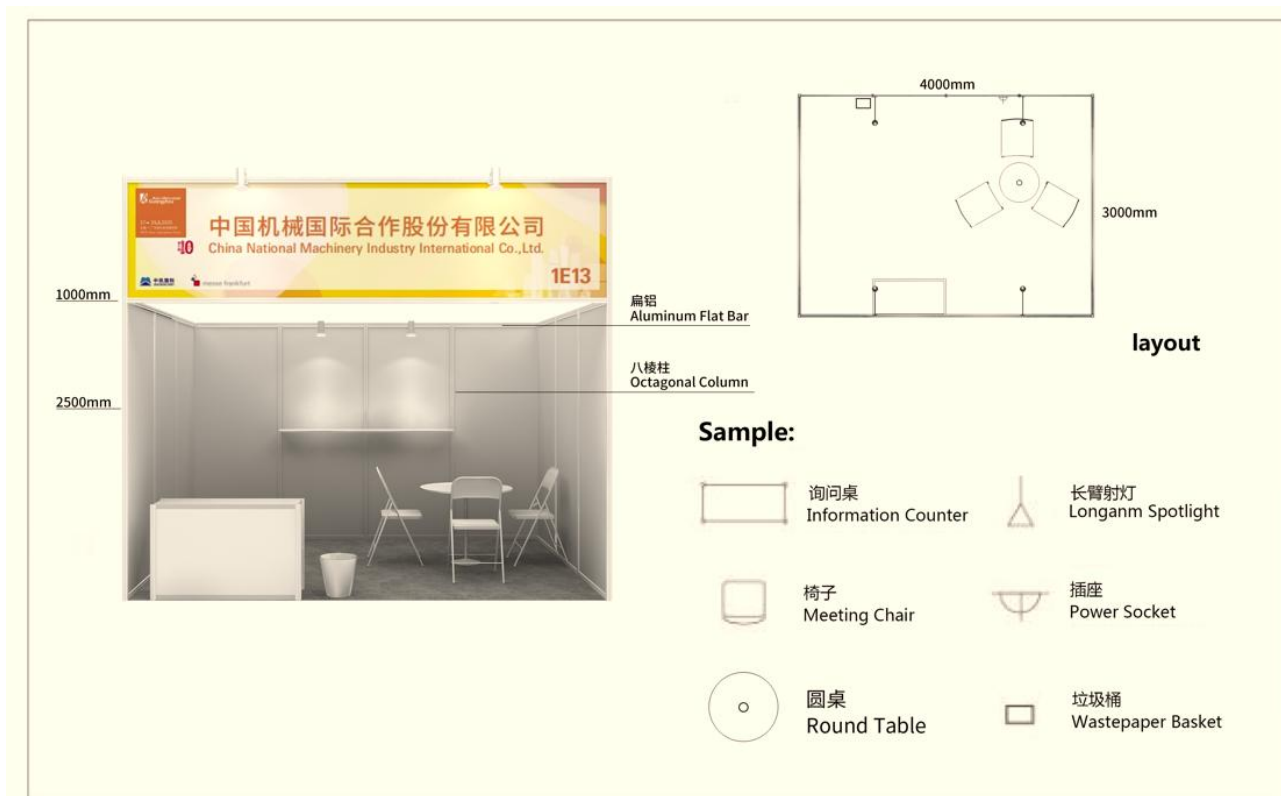 中国机械国际合作股份有限公司
China National Machinery Industry International Co.,Ltd.
10
messe frankfurt
1E13
1000mm
2500mm
扁铝
Aluminum Flat Bar
八棱柱
Octagonal Column
4000mm
3000mm
layout
Sample:
询问桌
Information Counter
长臂射灯
Longanm Spotlight
椅子
Meeting Chair
插座
Power Socket
圆桌
Round Table
垃圾桶
Wastepaper Basket